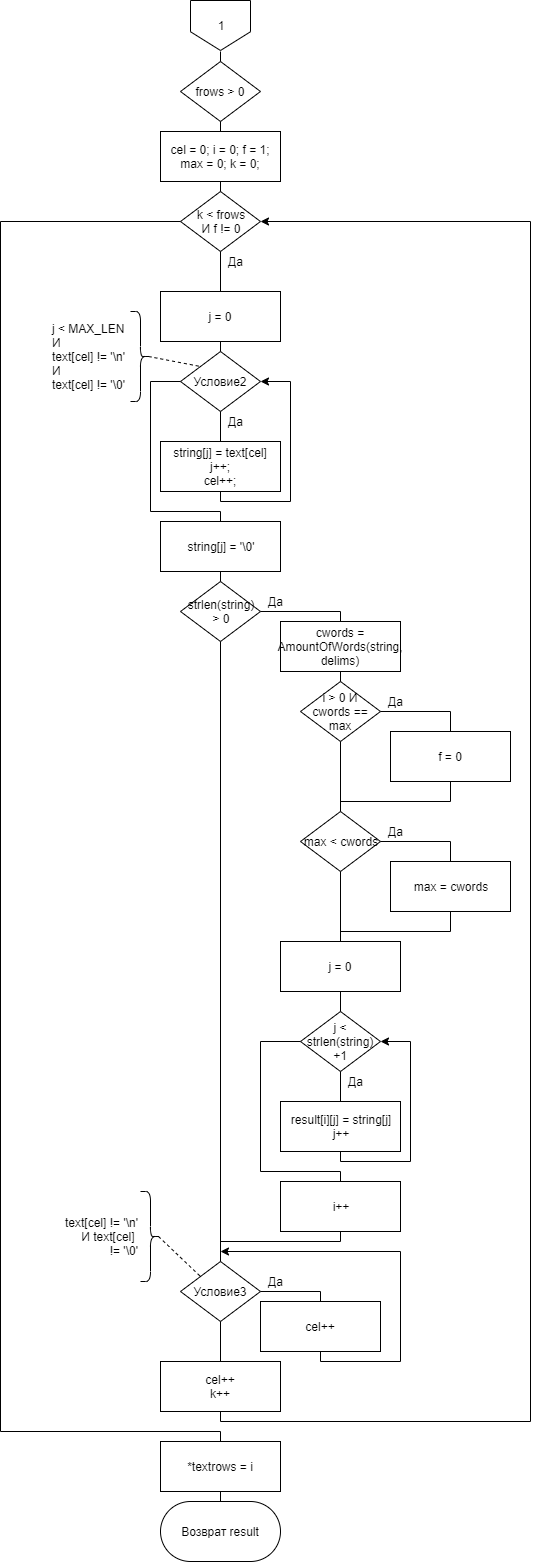 1
frows > 0
cel = 0; i = 0; f = 1;
max = 0; k = 0;
k < frows
И f != 0
Да
j = 0
j < MAX_LEN
И
text[cel] != '\n'
И
text[cel] != '\0'
Условие2
Да
string[j] = text[cel]
j++;
cel++;
string[j] = '\0'
strlen(string)
> 0
Да
cwords =
AmountOfWords(string,
delims)
i > 0 И
cwords ==
max
Да
f = 0
max < cwords
Да
max = cwords
j = 0
j <
strlen(string)
+1
Да
result[i][j] = string[j]
j++
i++
text[cel] != '\n'
И text[cel]
!= '\0'
Условие3
Да
cel++
cel++
k++
*textrows = i
Возврат result